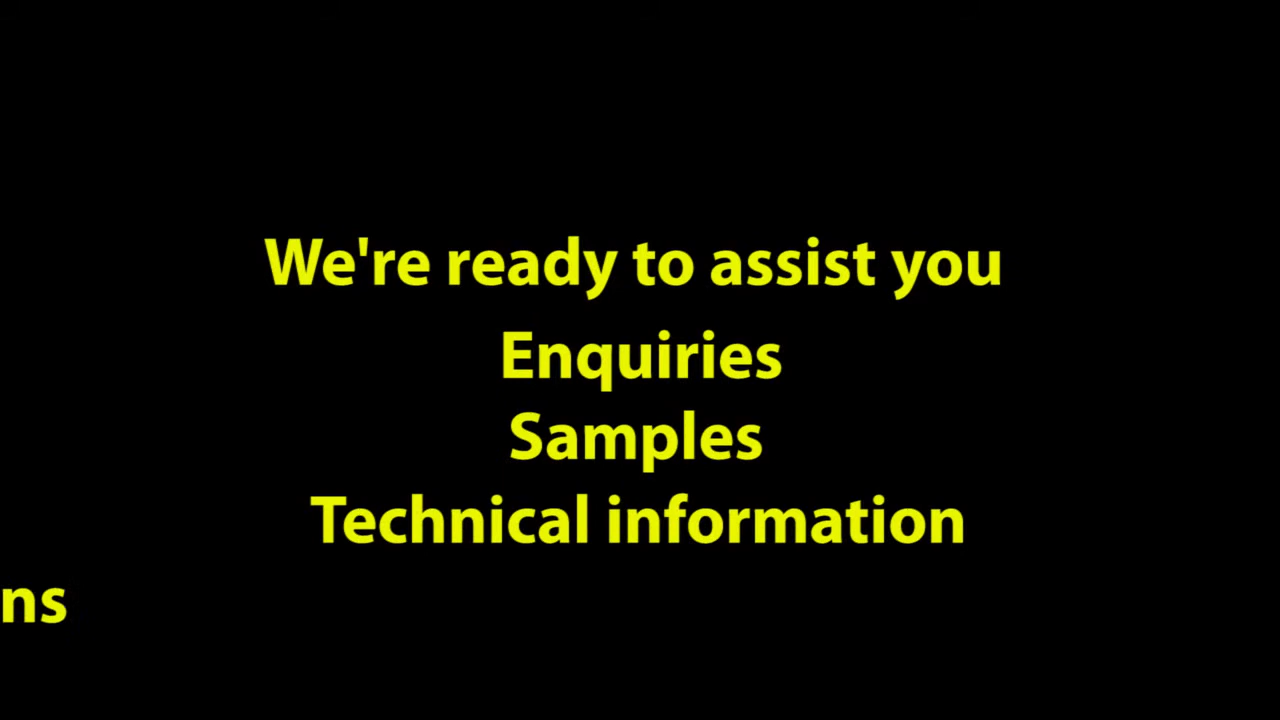 We're ready to assist you
Enquiries
Samples
Technical information
ns